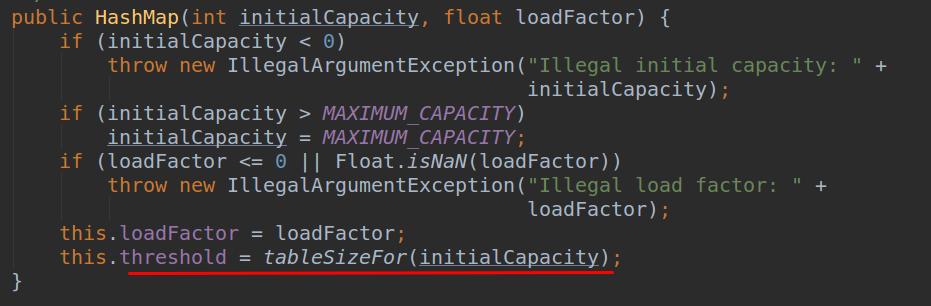 public HashMap(int initialCapacity, float loadFactor) {
if (initialCapacity < 0)
throw new IllegalArgumentException("Illegal initial capacity: " +
initialCapacity);
if (initialCapacity > MAXIMUM_CAPACITY)
initialCapacity = MAXIMUM_CAPACITY;
if (loadFactor <= 0 || Float.isNaN(loadFactor))
throw new IllegalArgumentException("Illegal load factor: " +
loadFactor);
this.loadFactor = loadFactor;
this.threshold = tableSizeFor(initialCapacity);
}